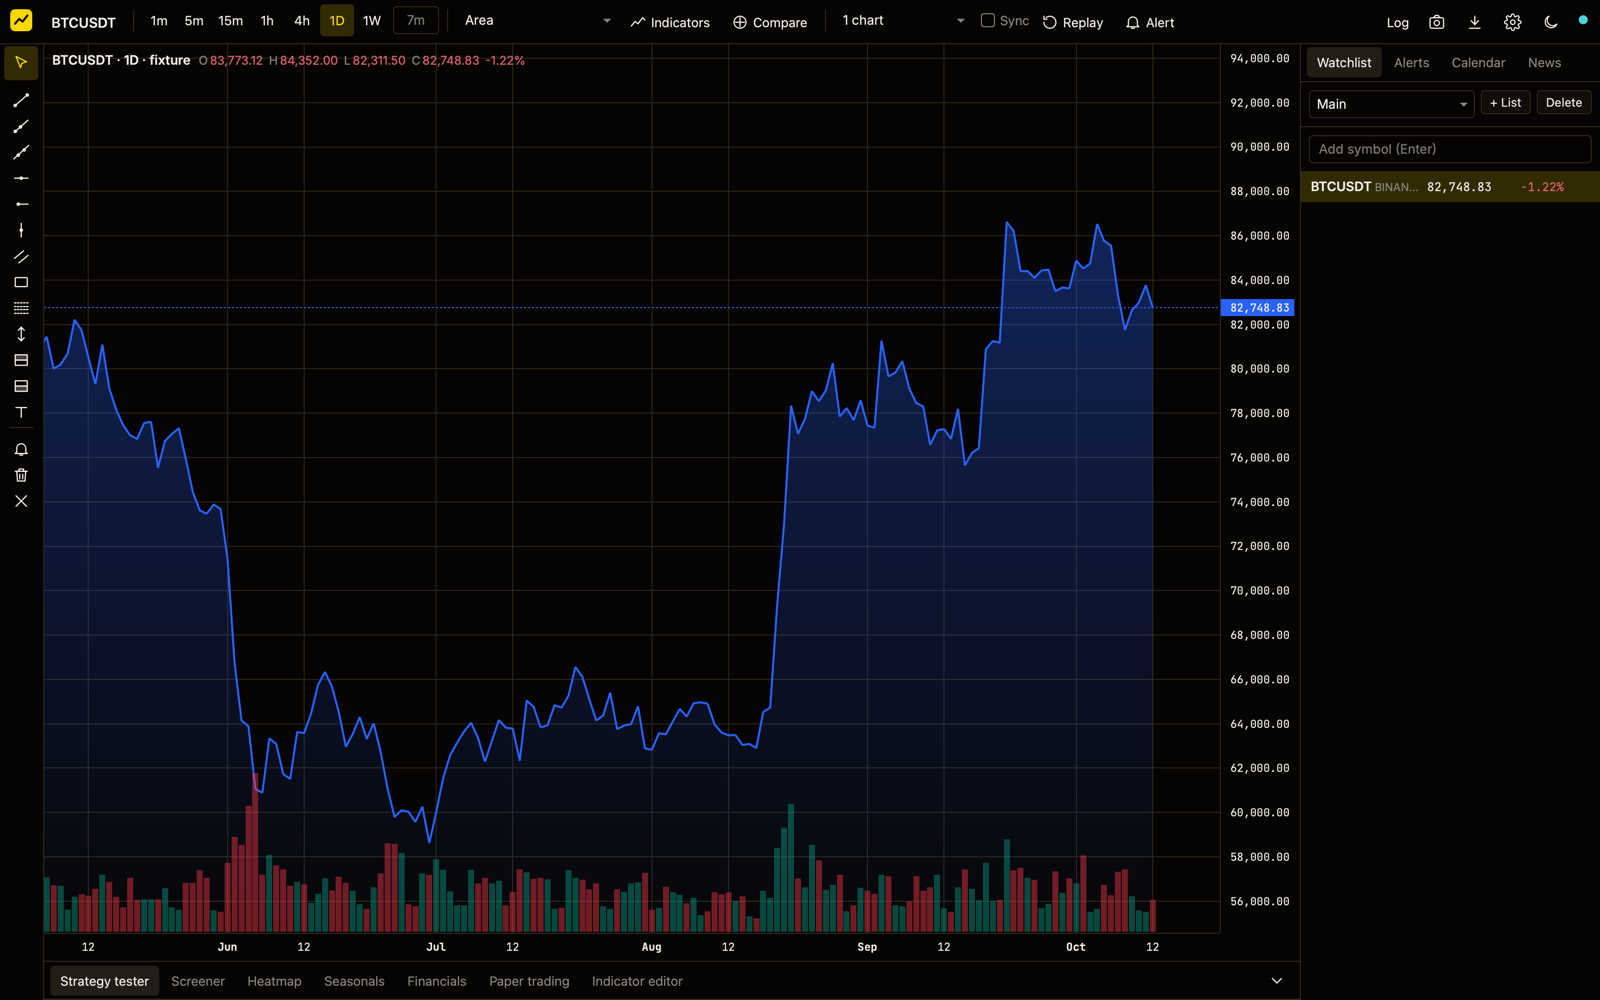 BTCUSDT 1m 5m 15m 1h 4h 1D 1W 7m Area Indicators Compare 1 chart Sync Replay Alert Log
BTCUSDT · 1D · fixture O 83,773.12 H 84,352.00 L 82,311.50 C 82,748.83 -1.22%
94,000.00
92,000.00
90,000.00
88,000.00
86,000.00
84,000.00
82,748.83
82,000.00
80,000.00
78,000.00
76,000.00
74,000.00
72,000.00
70,000.00
68,000.00
66,000.00
64,000.00
62,000.00
60,000.00
58,000.00
56,000.00
12 Jun 12 Jul 12 Aug 12 Sep 12 Oct 12
Watchlist Alerts Calendar News
Main + List Delete
Add symbol (Enter)
BTCUSDT BINAN... 82,748.83 -1.22%
Strategy tester Screener Heatmap Seasonals Financials Paper trading Indicator editor